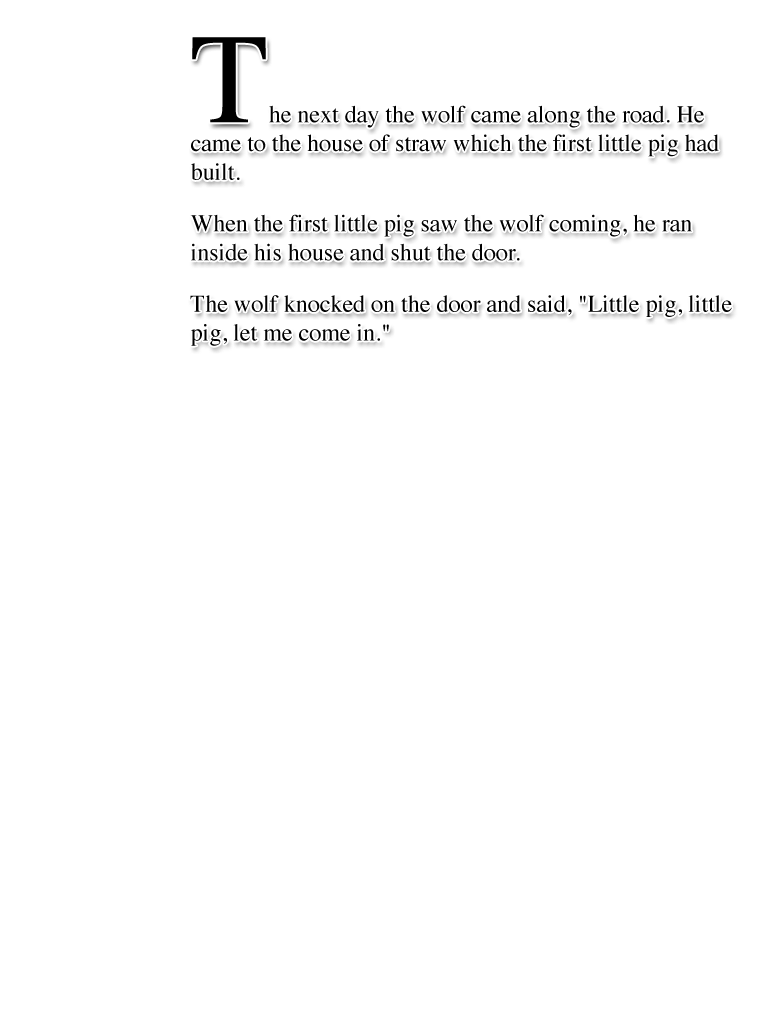 The next day the wolf came along the road. He
came to the house of straw which the first little pig had
built.
When the first little pig saw the wolf coming, he ran
inside his house and shut the door.
The wolf knocked on the door and said, "Little pig, little
pig, let me come in."